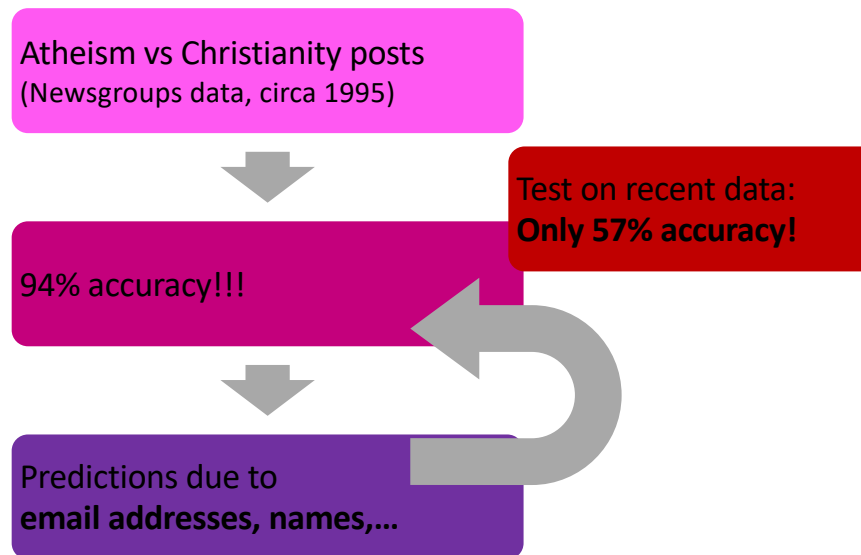 Atheism vs Christianity posts
(Newsgroups data, circa 1995)
Test on recent data:
Only 57% accuracy!
94% accuracy!!!
Predictions due to
email addresses, names,…